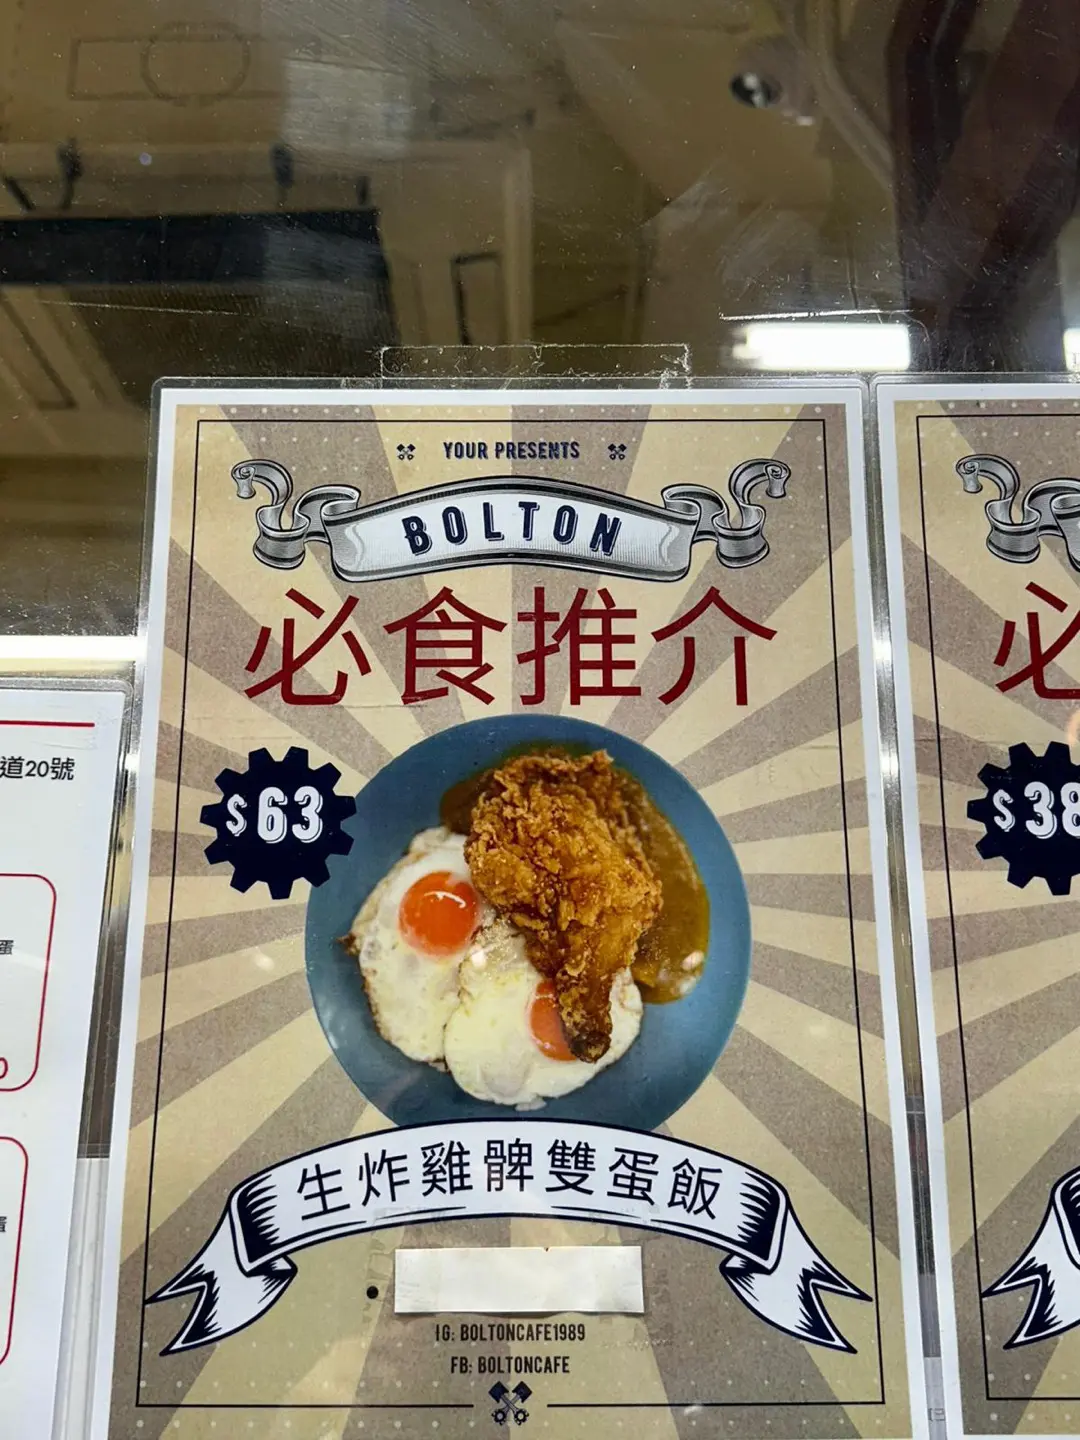 YOUR PRESENTS
BOLTON
必食推介
$63
生炸雞髀雙蛋飯
IG: BOLTONCAFE1989
FB: BOLTONCAFE
道20號
蛋
必
$38